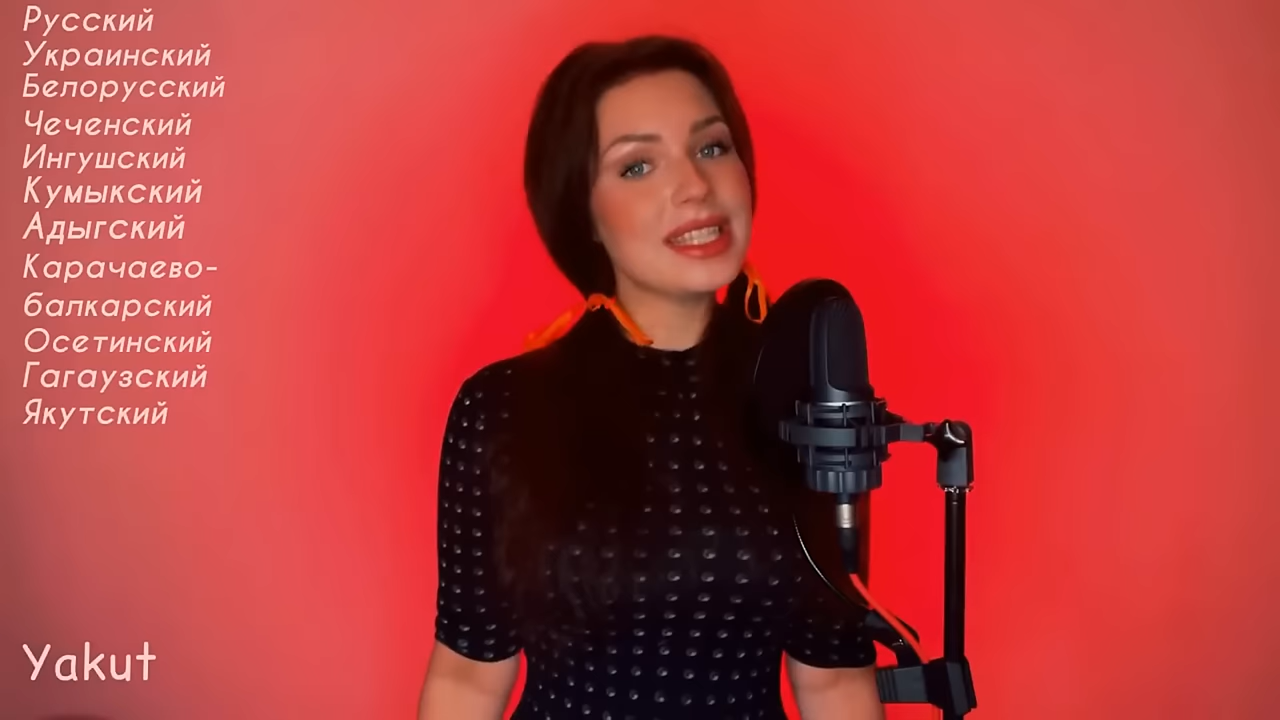 Русский
Украинский
Белорусский
Чеченский
Ингушский
Кумыкский
Адыгский
Карачаево-
балкарский
Осетинский
Гагаузский
Якутский
Yakut